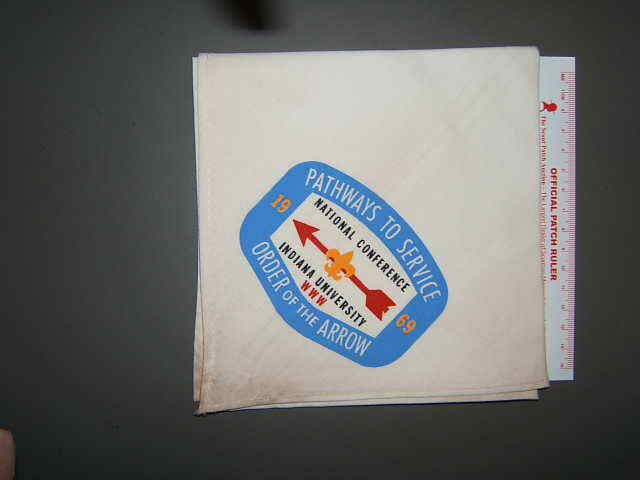 PATHWAYS TO SERVICE
19 69
NATIONAL CONFERENCE
INDIANA UNIVERSITY
WWW
ORDER OF THE ARROW
OFFICIAL PATCH RULER